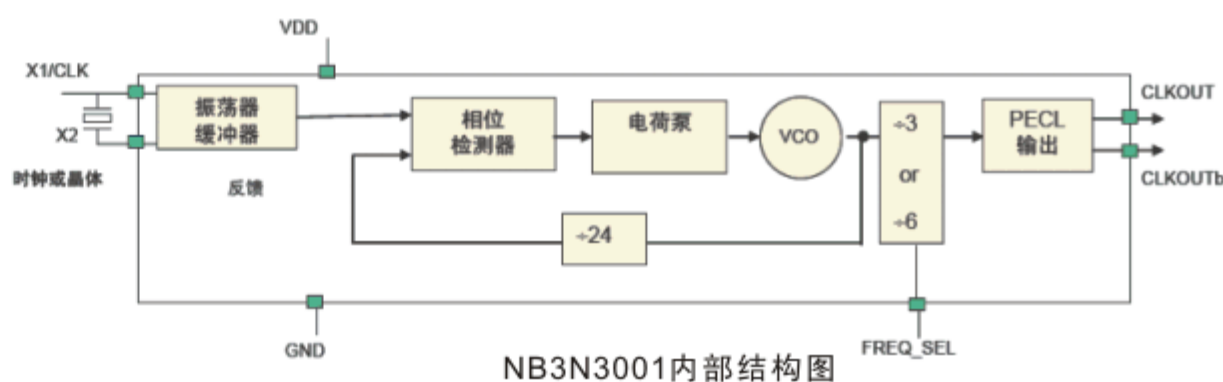 VDD
X1/CLK
X2
时钟或晶体
振荡器
缓冲器
反馈
相位
检测器
电荷泵
VCO
÷24
÷3
or
÷6
PECL
输出
CLKOUT
CLKOUTb
GND
FREQ_SEL
NB3N3001内部结构图